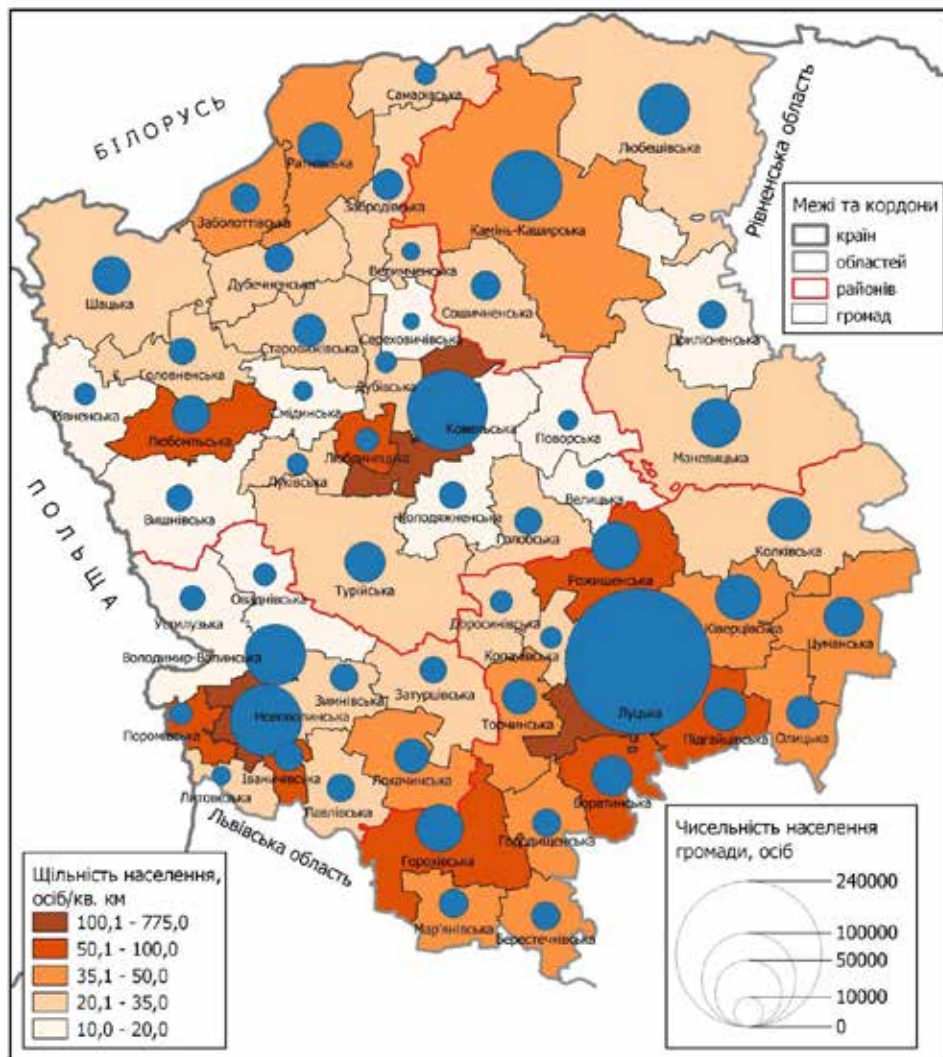 БІЛОРУСЬ
Самарівська
Любешівська
Рівненська область
Ратнівська
Забродівська
Заболоттівська
Камінь-Каширська
Межі та кордони
країн
областей
районів
громад
Шацька
Дубечненська
Велимченська
Сошичненська
Старовижівська
Сереховичівська
Прилісненська
Головненська
Дубівська
Рівненська
Смідинська
Любомльська
Люблинецька
Ковельська
Поворська
Маневицька
Луківська
Велицька
ПОЛЬЩА
Вишнівська
Колодяжненська
Голобська
Колківська
Рожищенська
Турійська
Оваднівська
Устилузька
Доросинівська
Ківерцівська
Цуманська
Копачівська
Володимир-Волинська
Зимнівська
Затурцівська
Торчинська
Луцька
Підгайцівська
Олицька
Нововолинська
Поромівська
Іваничівська
Локачинська
Боратинська
Литовезька
Павлівська
Львівська область
Городищенська
Горохівська
Мар'янівська
Берестечківська
Щільність населення,
осіб/кв. км
100,1 - 775,0
50,1 - 100,0
35,1 - 50,0
20,1 - 35,0
10,0 - 20,0
Чисельність населення
громади, осіб
240000
100000
50000
10000
0